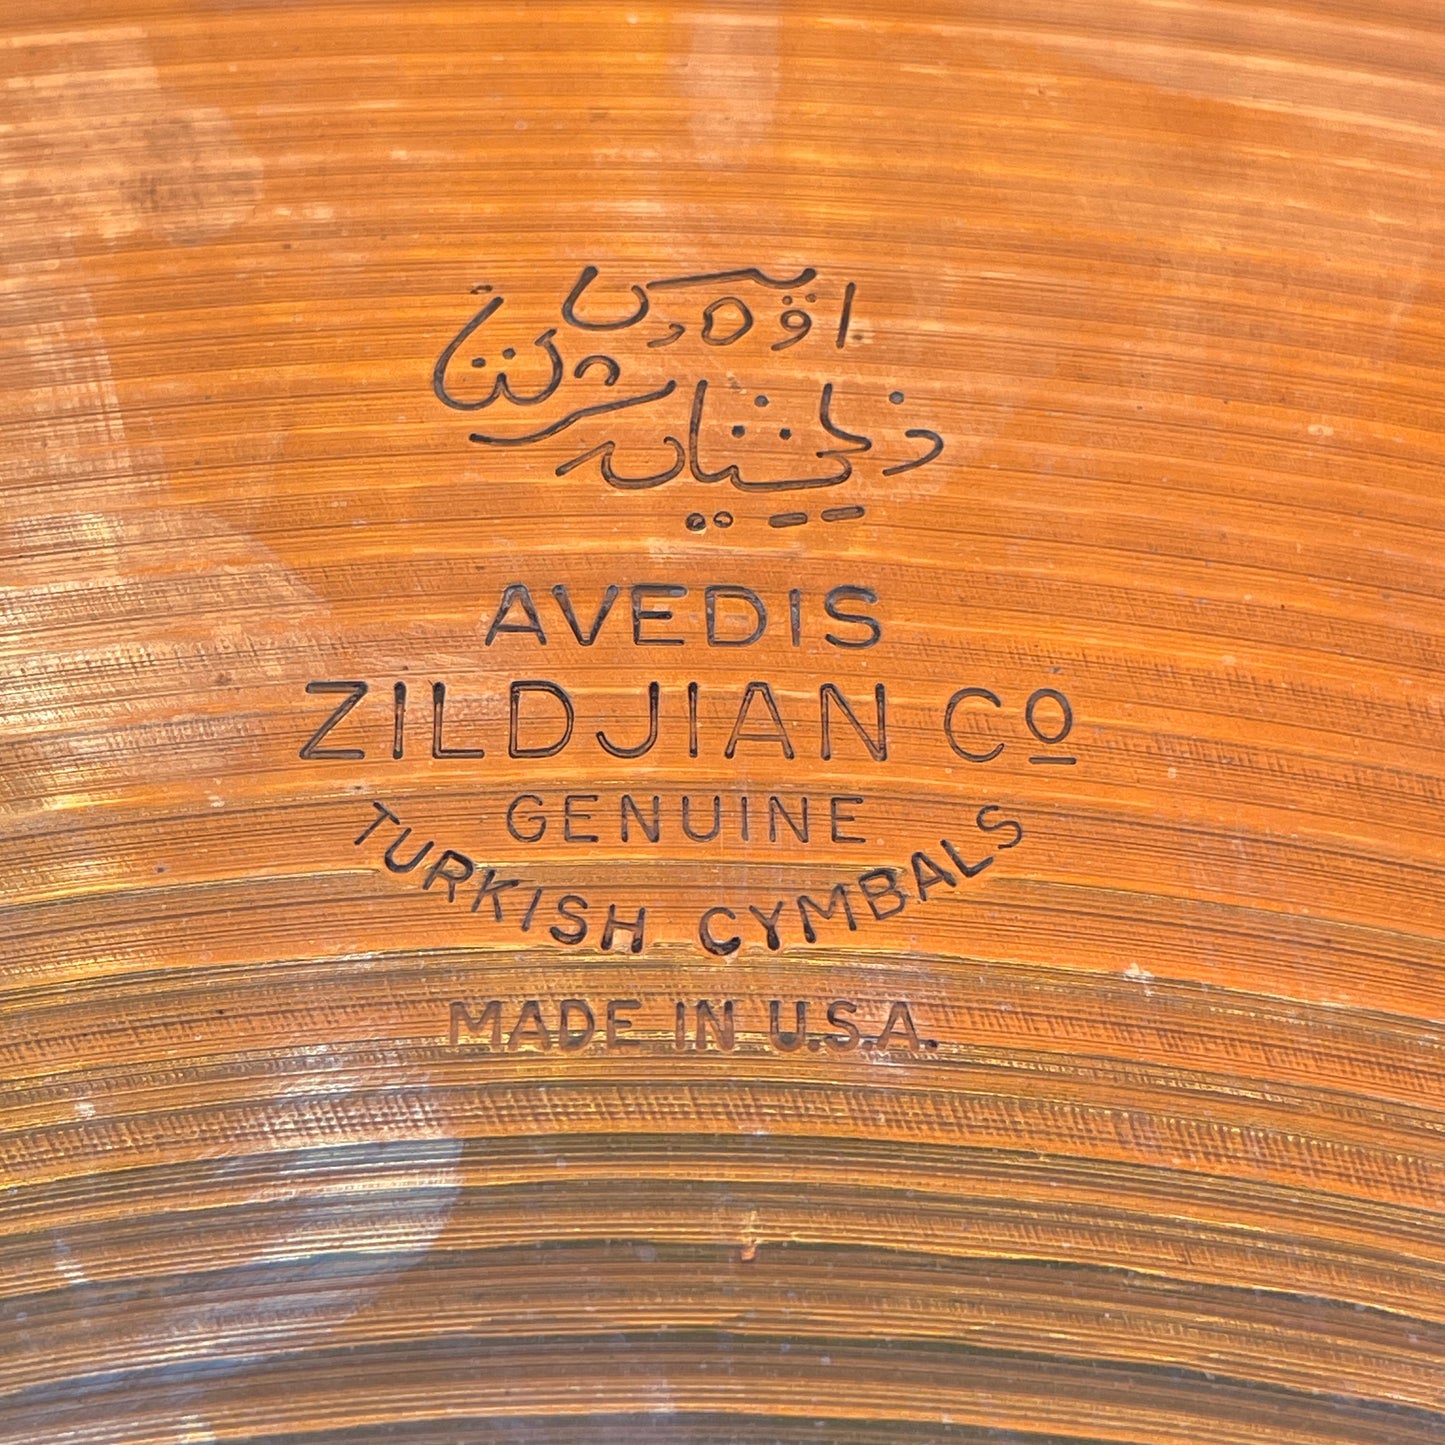 AVEDIS
ZILDJIAN Cº
GENUINE
TURKISH CYMBALS
MADE IN U.S.A.